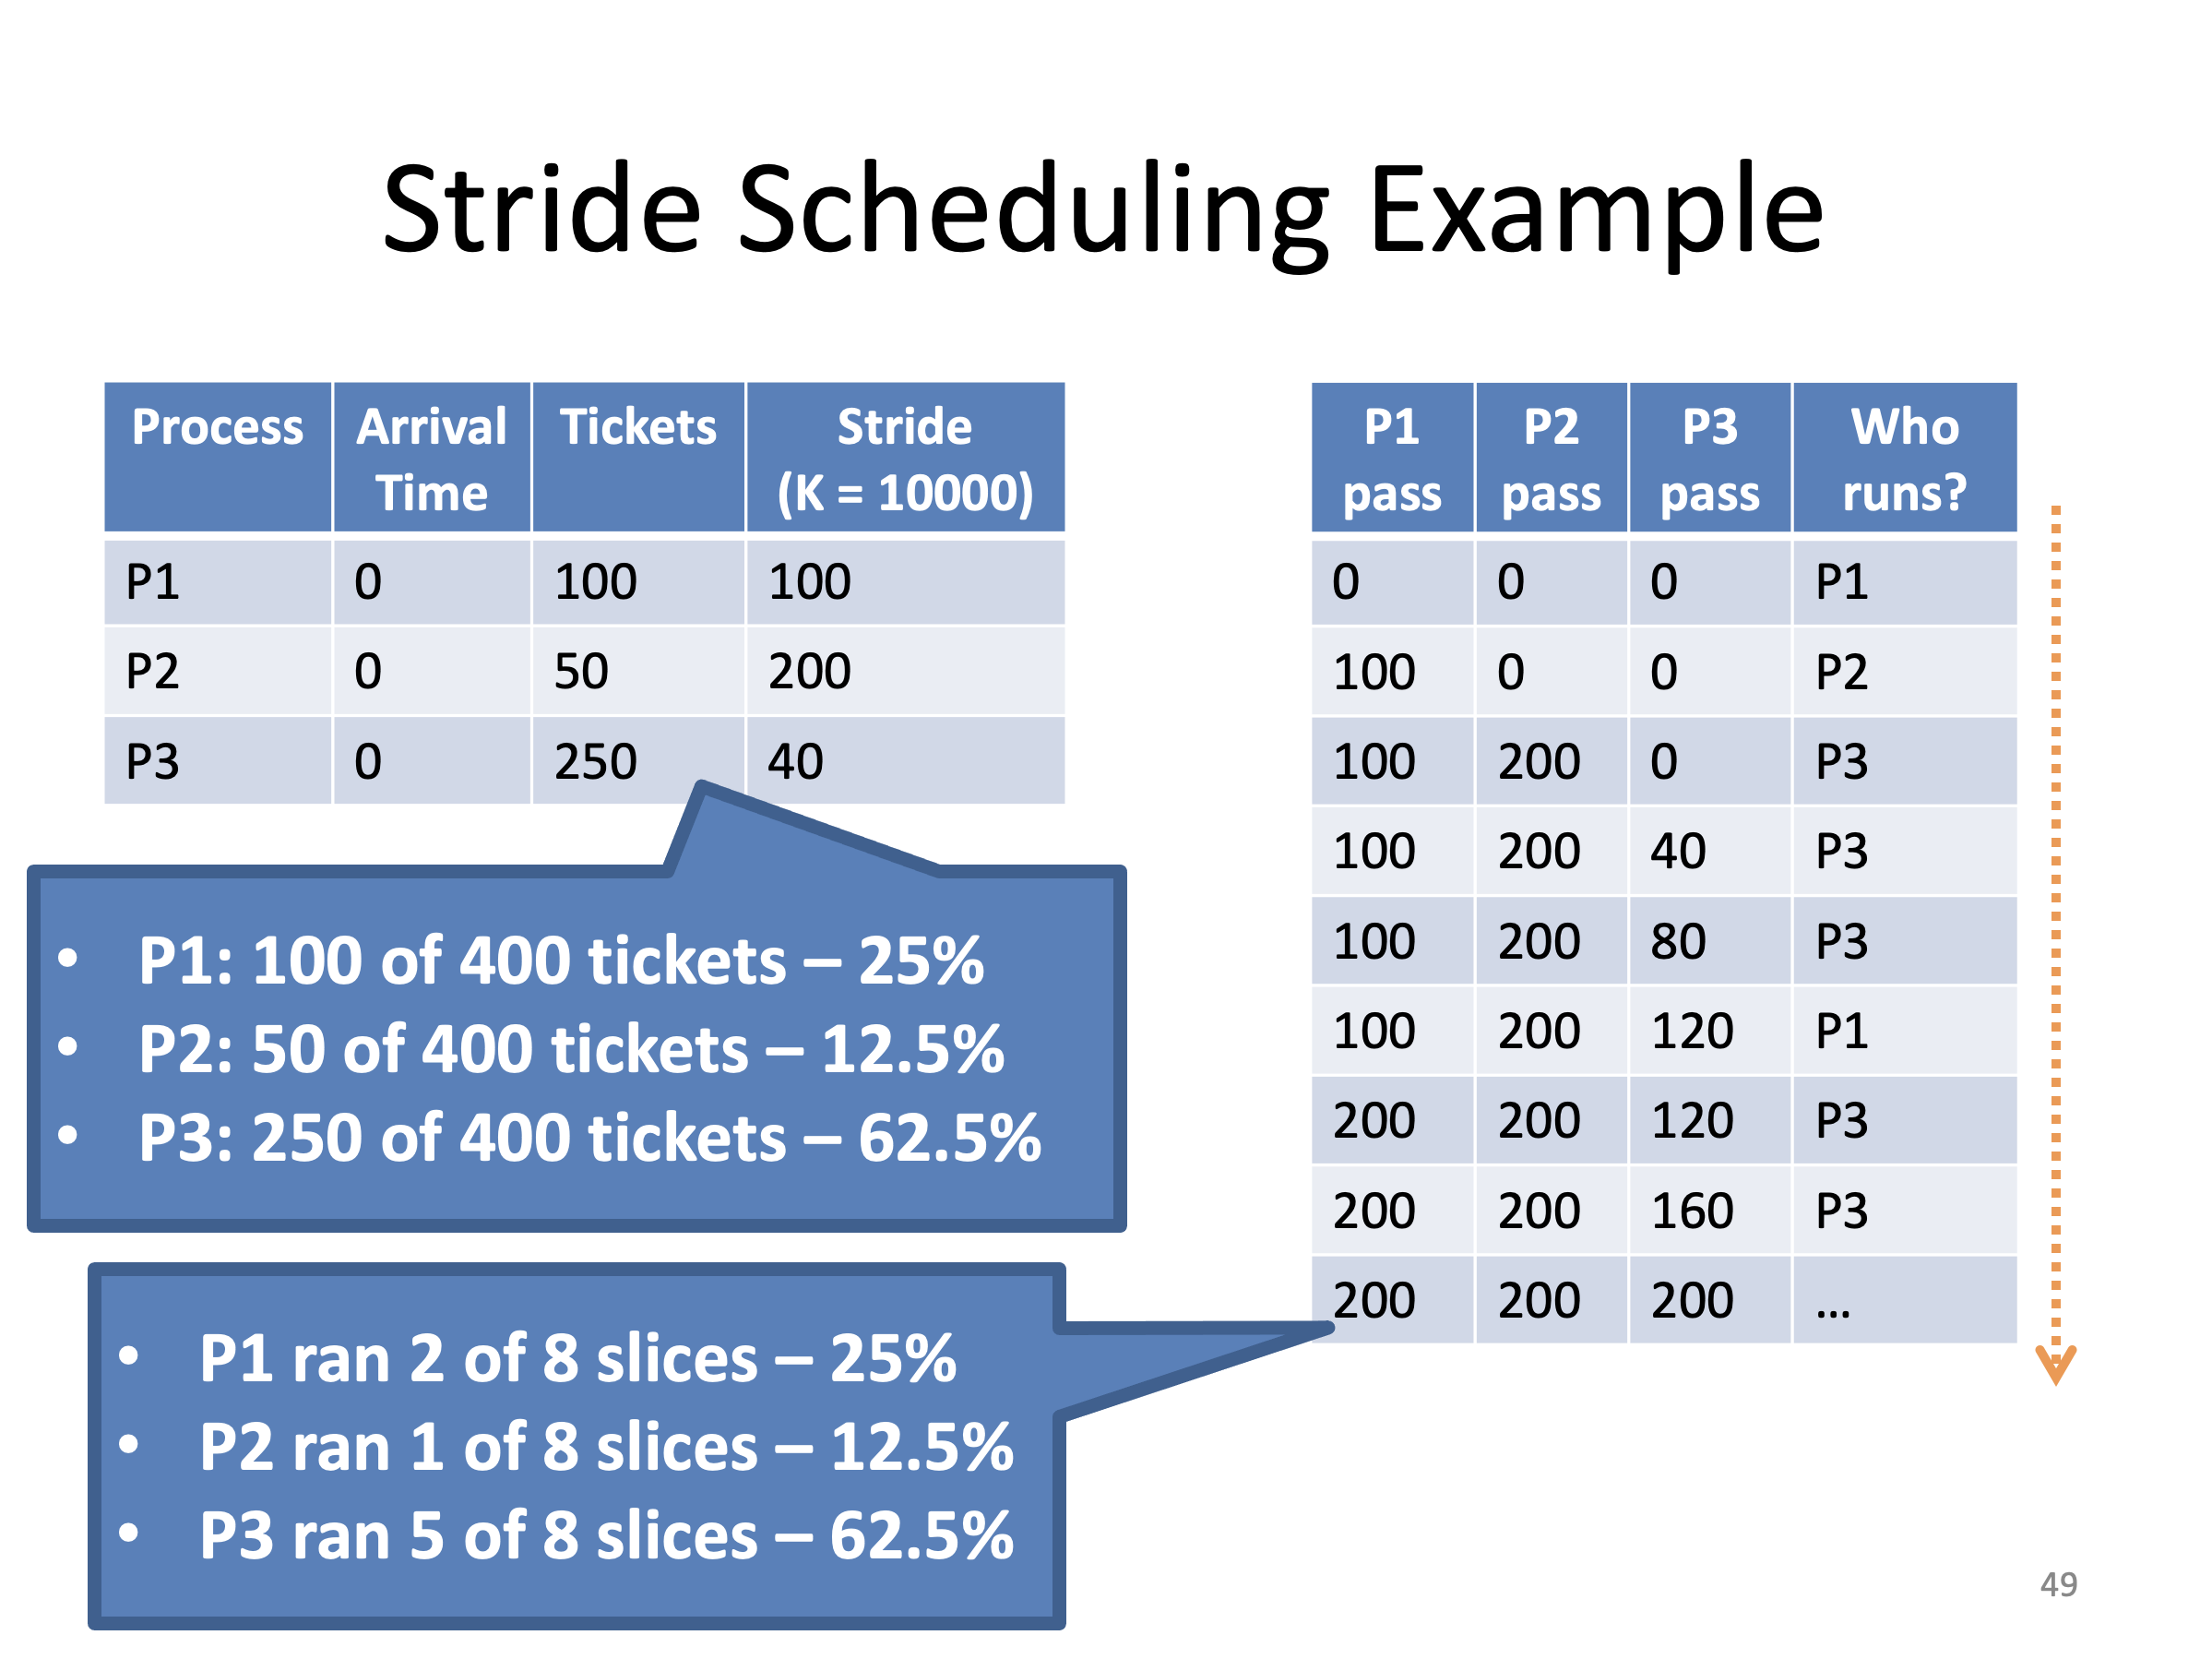 Stride Scheduling Example
Process Arrival Time Tickets Stride (K = 10000)
P1 0 100 100
P2 0 50 200
P3 0 250 40
• P1: 100 of 400 tickets – 25%
• P2: 50 of 400 tickets – 12.5%
• P3: 250 of 400 tickets – 62.5%
• P1 ran 2 of 8 slices – 25%
• P2 ran 1 of 8 slices – 12.5%
• P3 ran 5 of 8 slices – 62.5%
P1 pass P2 pass P3 pass Who runs?
0 0 0 P1
100 0 0 P2
100 200 0 P3
100 200 40 P3
100 200 80 P3
100 200 120 P1
200 200 120 P3
200 200 160 P3
200 200 200 …
49